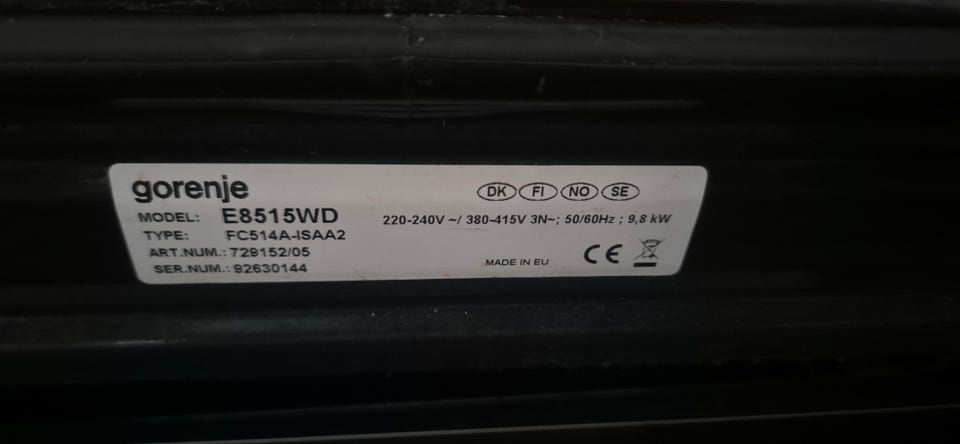 gorenje
DK FI NO SE
MODEL: E8515WD
220-240V ~/ 380-415V 3N~; 50/60Hz ; 9,8 kW
TYPE: FC514A-ISAA2
ART.NUM.: 729152/05
SER.NUM.: 92630144
MADE IN EU
CE